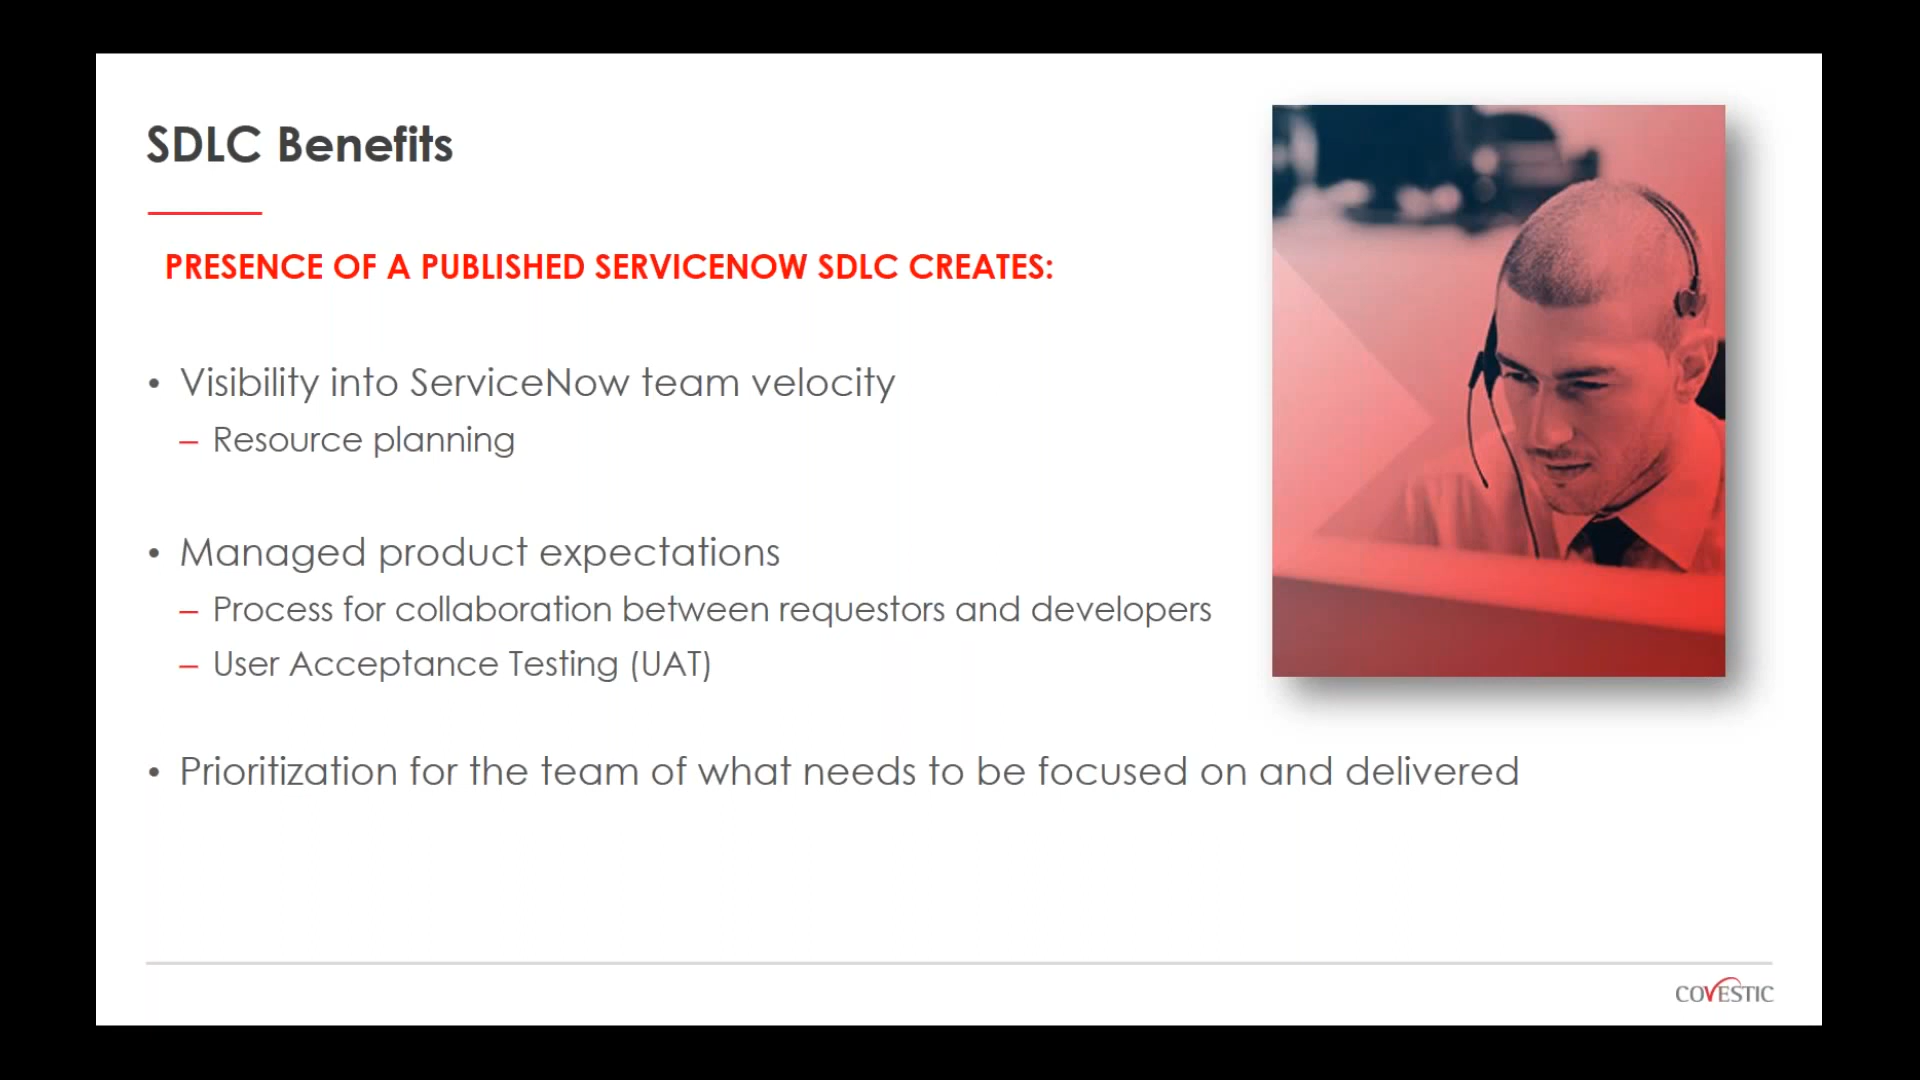 SDLC Benefits
PRESENCE OF A PUBLISHED SERVICENOW SDLC CREATES:
• Visibility into ServiceNow team velocity
– Resource planning
• Managed product expectations
– Process for collaboration between requestors and developers
– User Acceptance Testing (UAT)
• Prioritization for the team of what needs to be focused on and delivered
COVESTIC